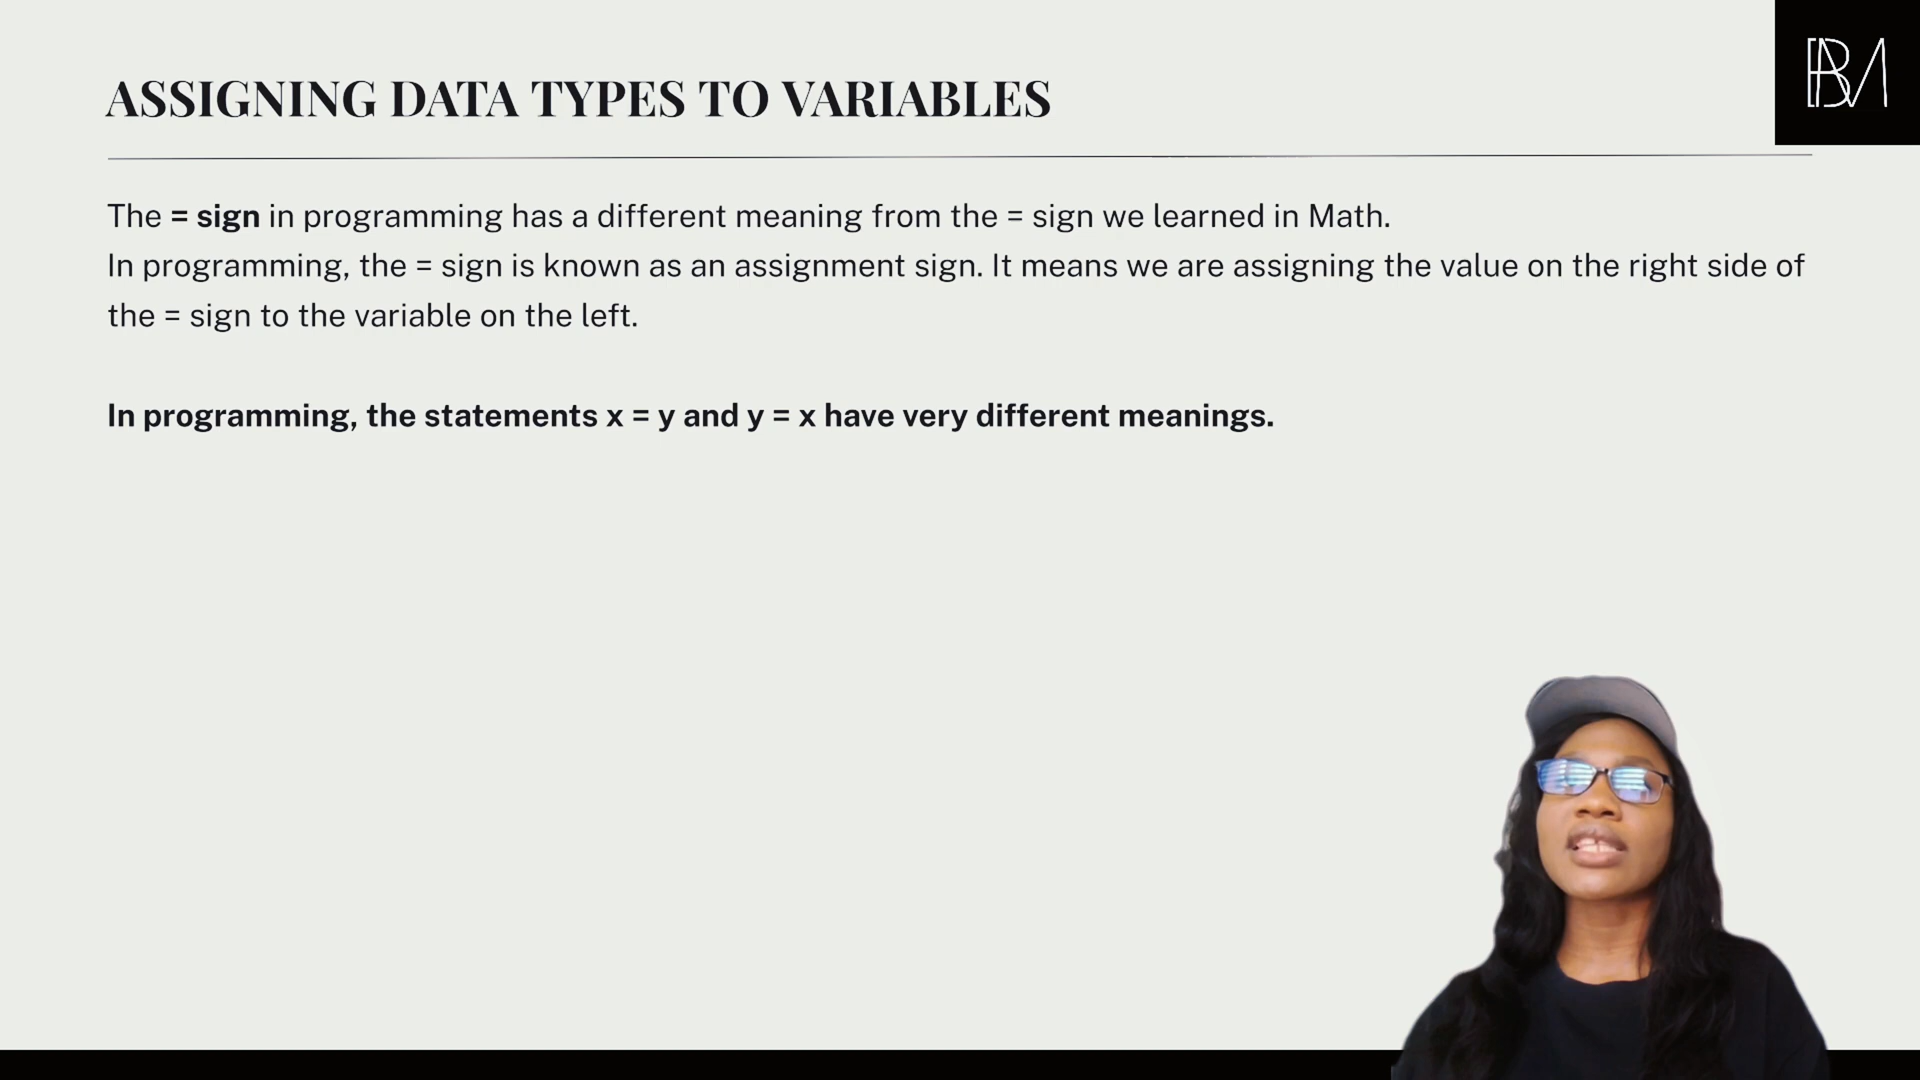 ASSIGNING DATA TYPES TO VARIABLES
The = sign in programming has a different meaning from the = sign we learned in Math.
In programming, the = sign is known as an assignment sign. It means we are assigning the value on the right side of
the = sign to the variable on the left.
In programming, the statements x = y and y = x have very different meanings.